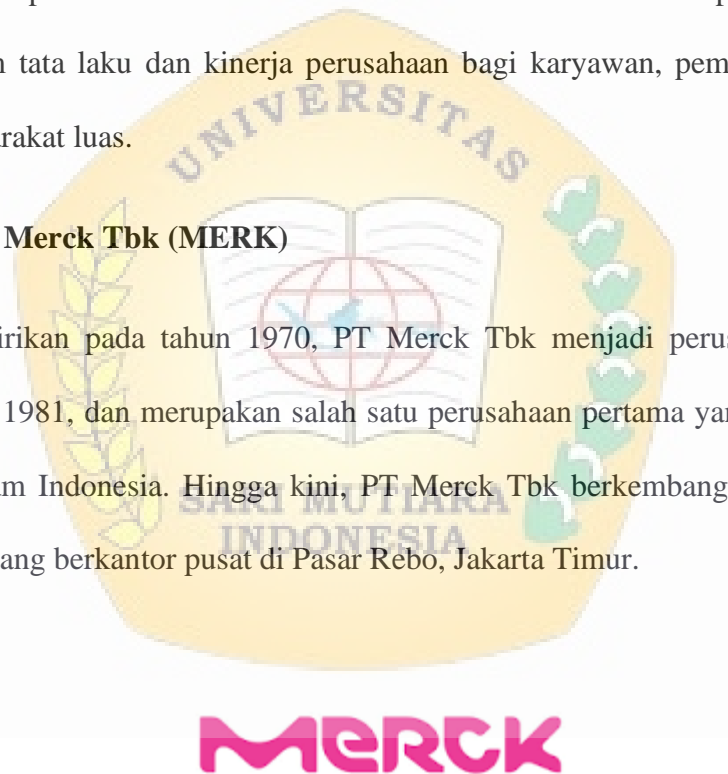 n tata laku dan kinerja perusahaan bagi karyawan, pem
arakat luas.
Merck Tbk (MERK)
irikan pada tahun 1970, PT Merck Tbk menjadi perus
1981, dan merupakan salah satu perusahaan pertama yan
am Indonesia. Hingga kini, PT Merck Tbk berkembang
ang berkantor pusat di Pasar Rebo, Jakarta Timur.
UNIVERSITAS
SARI MUTIARA
INDONESIA
MERCK